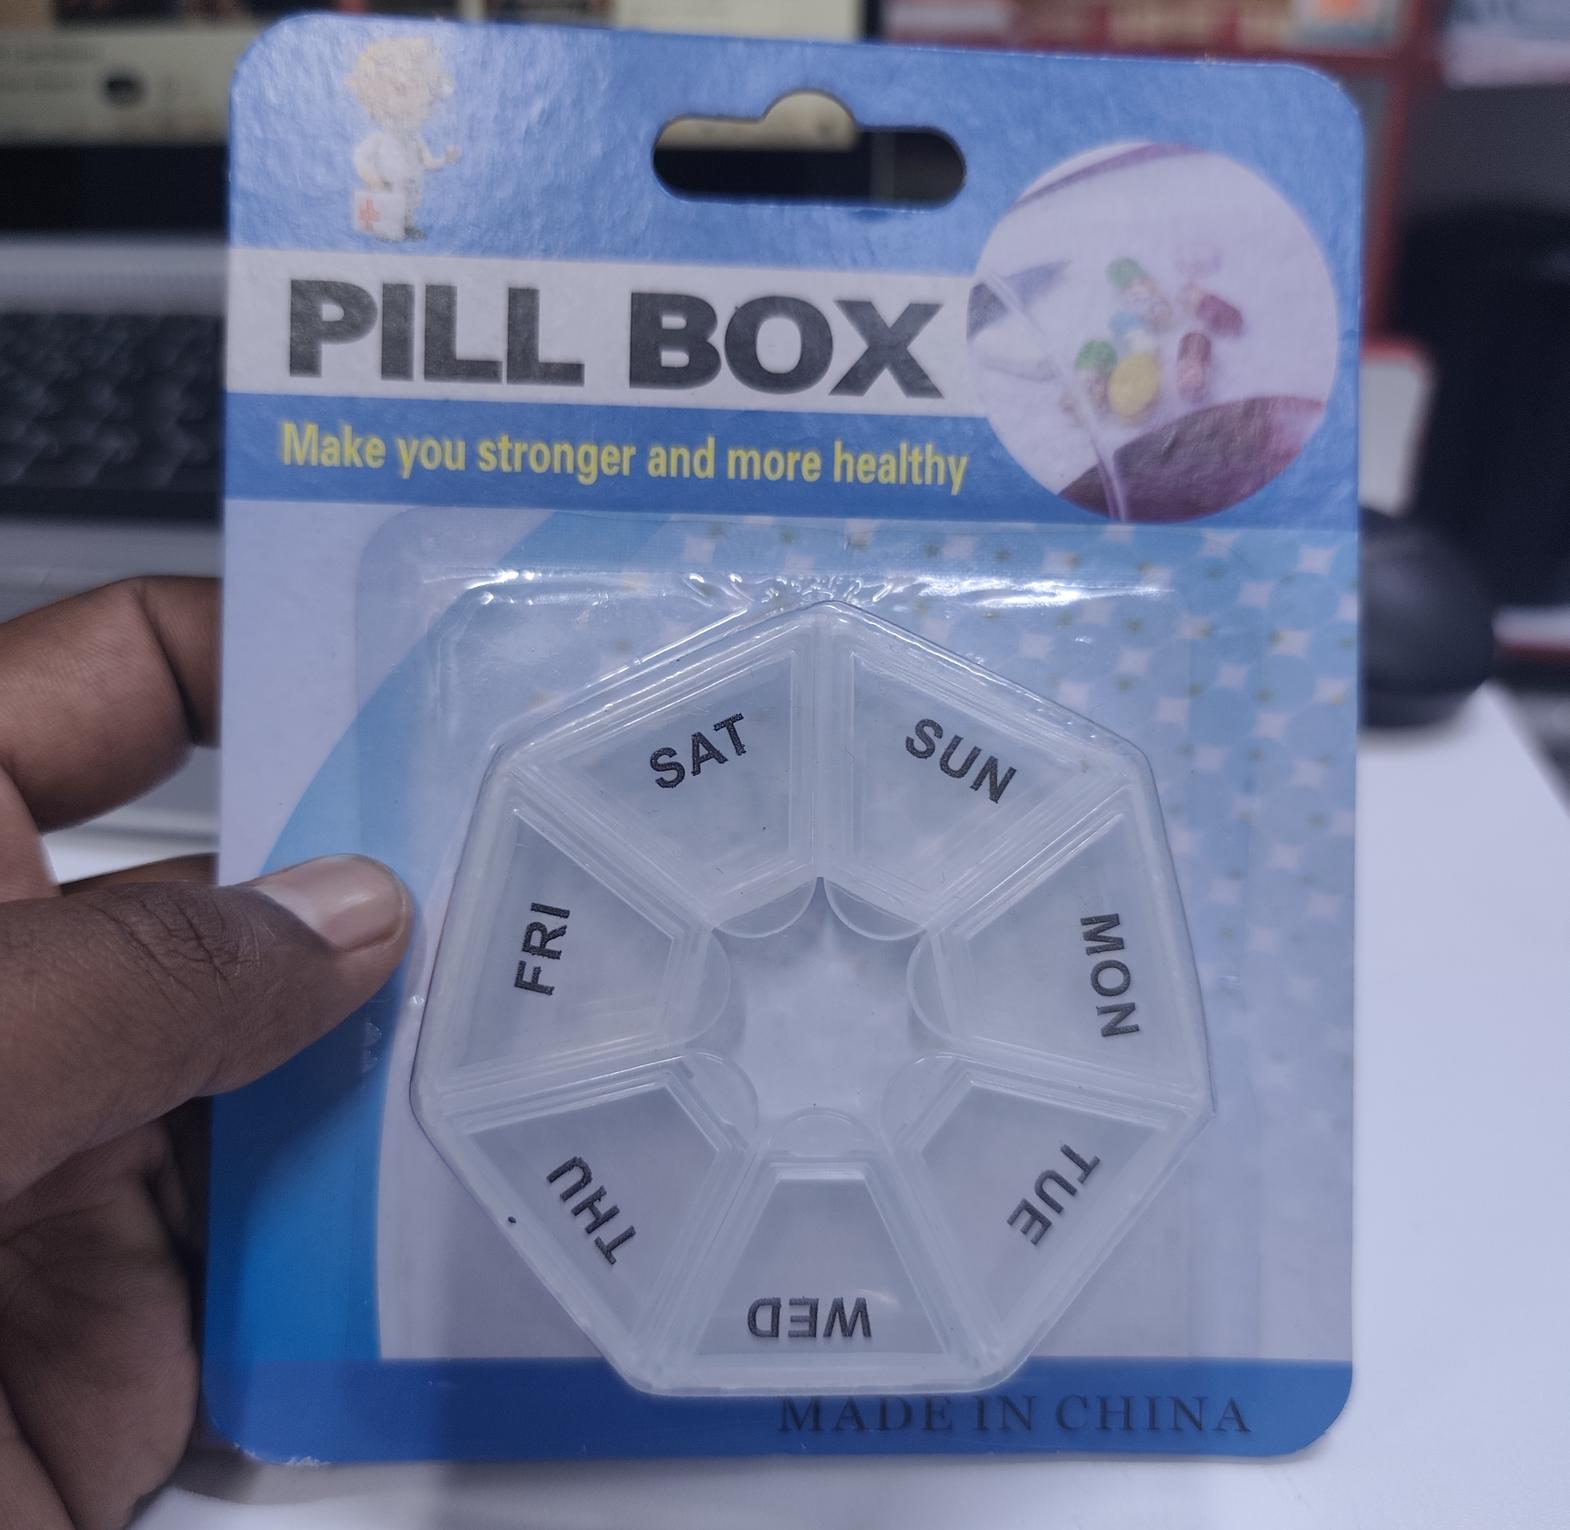 PILL BOX
Make you stronger and more healthy
SAT
SUN
FRI
MON
THU
TUE
WED
MADE IN CHINA